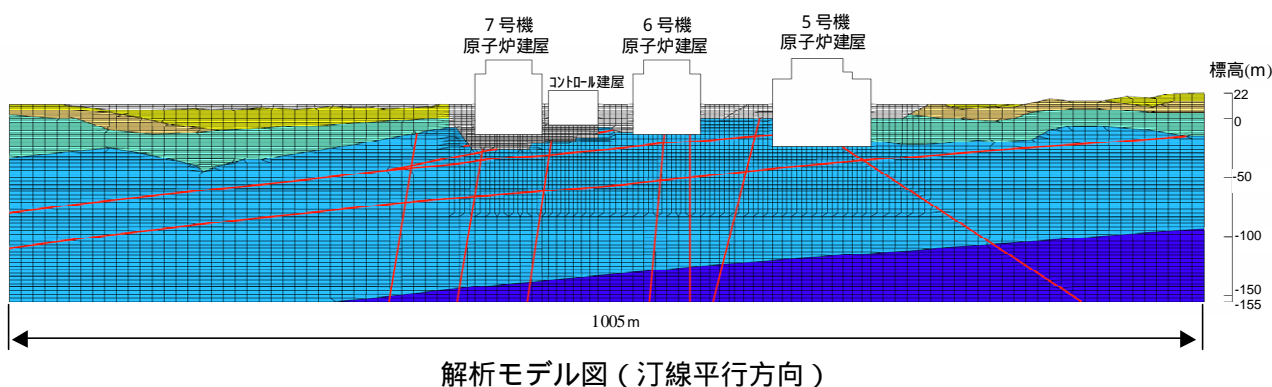 7号機
原子炉建屋
コントロール建屋
6号機
原子炉建屋
5号機
原子炉建屋
標高(m)
22
0
-50
-100
-150
-155
1005m
解析モデル図(汀線平行方向)